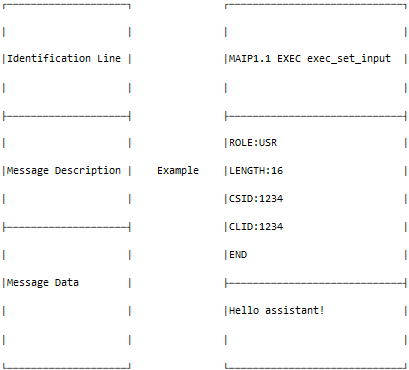 Identification Line
MAIP1.1 EXEC exec_set_input
ROLE:USR
Message Description
Example
LENGTH:16
CSID:1234
CLID:1234
END
Message Data
Hello assistant!